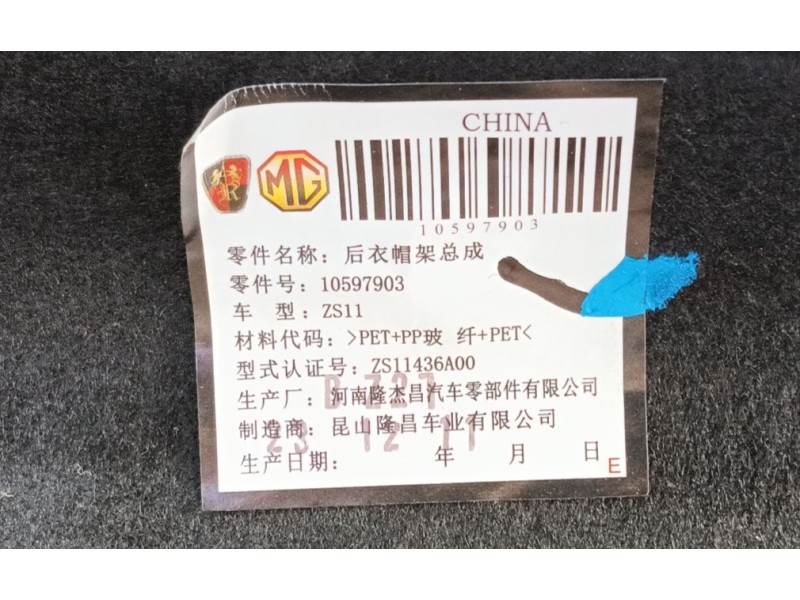 CHINA
MG
10597903
零件名称：后衣帽架总成
零件号：10597903
车 型：ZS11
材料代码：>PET+PP玻 纤+PET<
型式认证号：ZS11436A00
B Z27
生产厂：河南隆杰昌汽车零部件有限公司
制造商：昆山隆昌车业有限公司
23 12 11
生产日期： 年 月 日
E